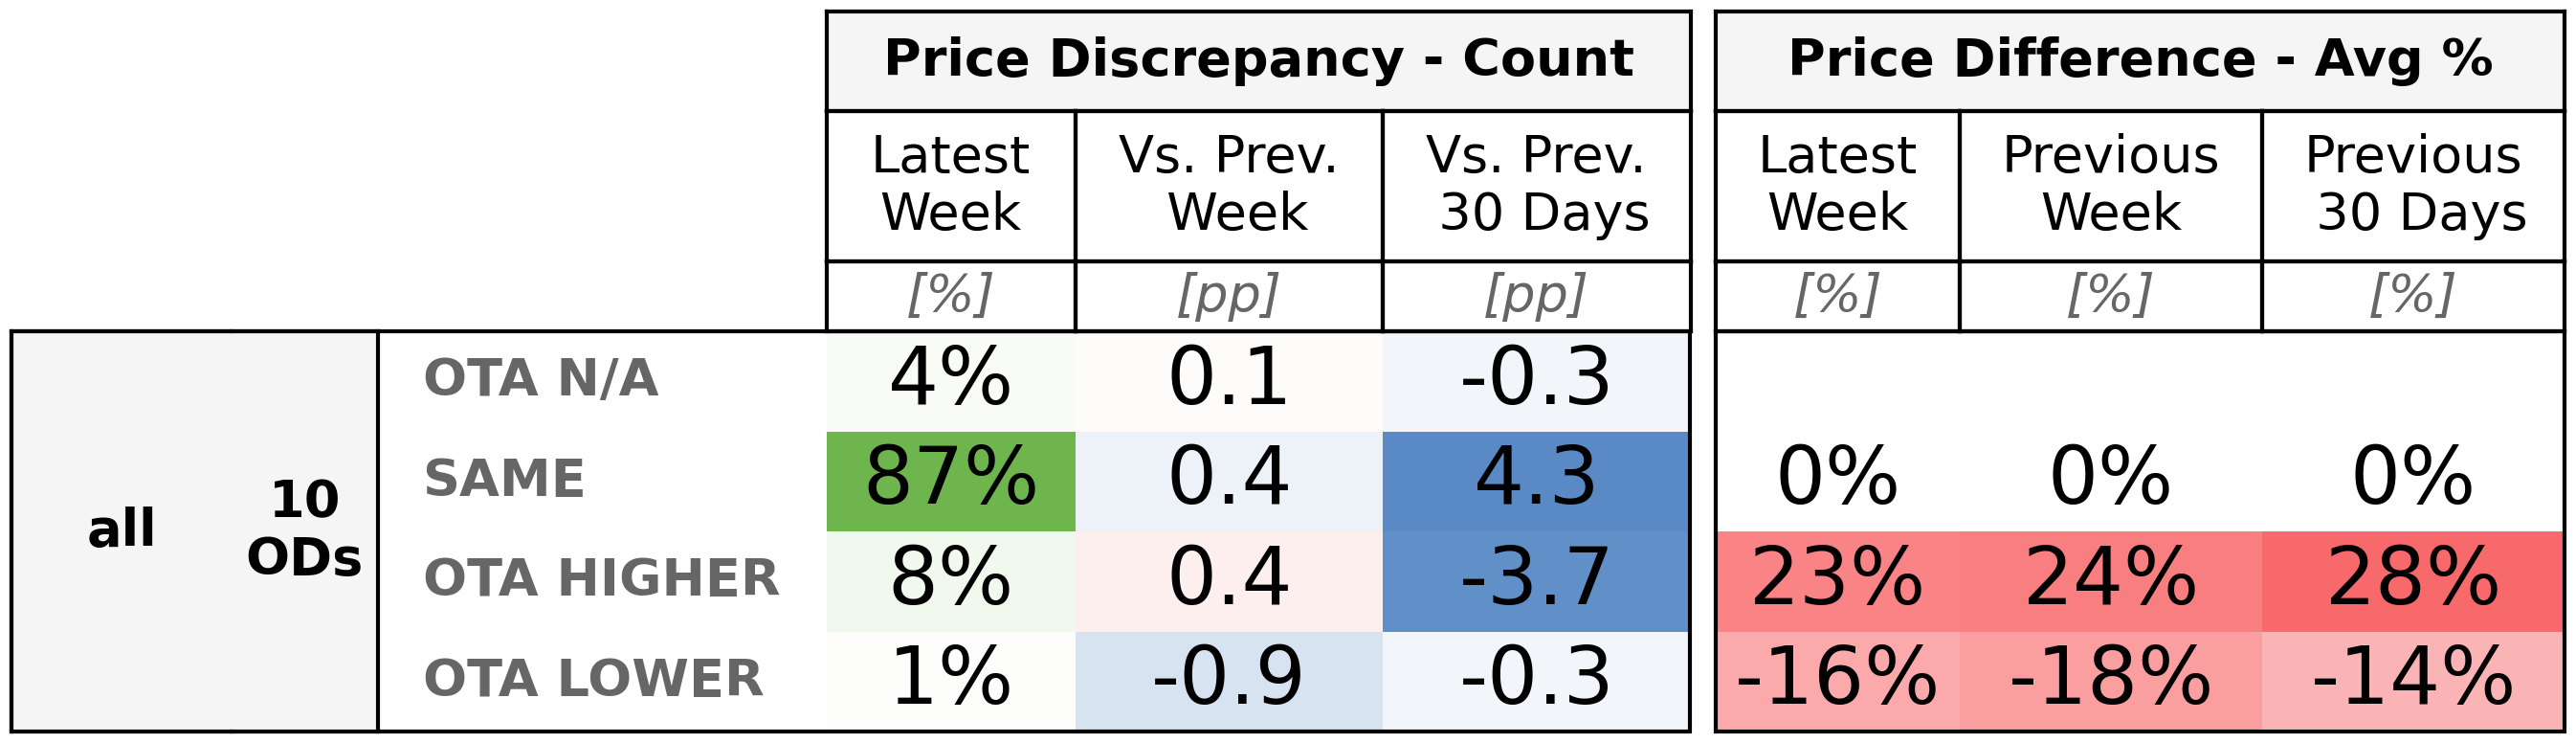 Price Discrepancy - Count Price Difference - Avg %
Latest Week Vs. Prev. Week Vs. Prev. 30 Days Latest Week Previous Week Previous 30 Days
[%] [pp] [pp] [%] [%] [%]
all 10 ODs
OTA N/A 4% 0.1 -0.3
SAME 87% 0.4 4.3 0% 0% 0%
OTA HIGHER 8% 0.4 -3.7 23% 24% 28%
OTA LOWER 1% -0.9 -0.3 -16% -18% -14%